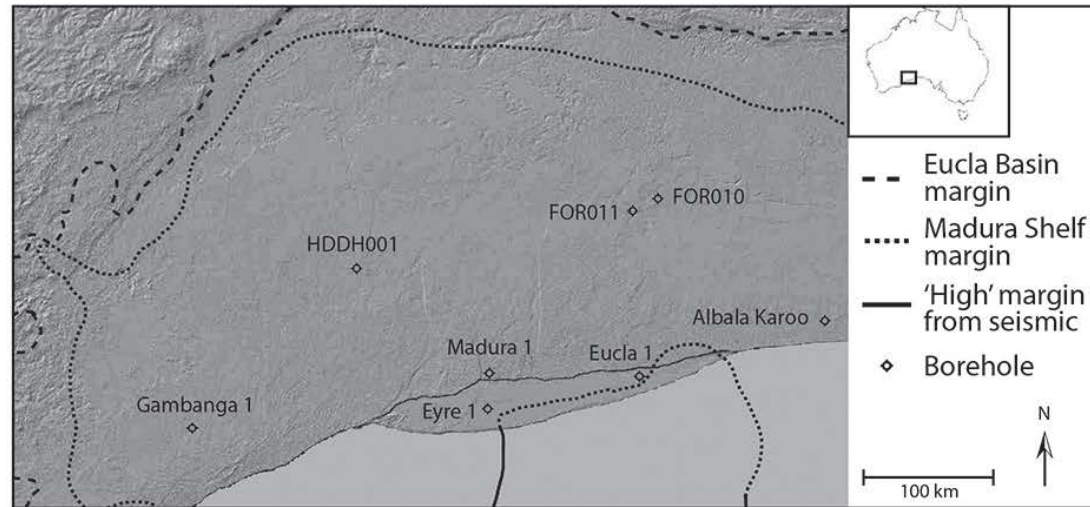 FOR010
FOR011
HDDH001
Albala Karoo
Madura 1
Eucla 1
Gambanga 1
Eyre 1
Eucla Basin
margin
Madura Shelf
margin
'High' margin
from seismic
Borehole
N
100 km